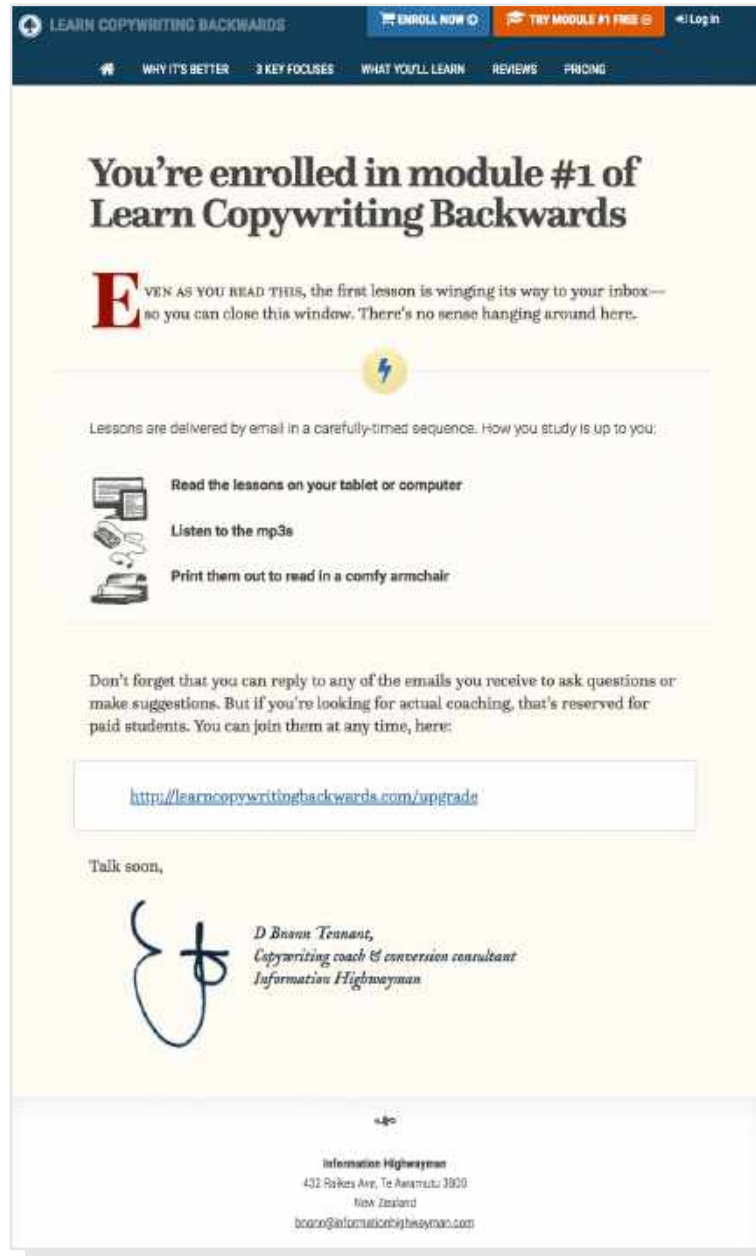 LEARN COPYWRITING BACKWARDS
ENROLL NOW
TRY MODULE #1 FREE
Log in
WHY IT'S BETTER
3 KEY FOCUSES
WHAT YOU'LL LEARN
REVIEWS
PRICING
You're enrolled in module #1 of
Learn Copywriting Backwards
EVEN AS YOU READ THIS, the first lesson is winging its way to your inbox—
so you can close this window. There's no sense hanging around here.
Lessons are delivered by email in a carefully-timed sequence. How you study is up to you:
Read the lessons on your tablet or computer
Listen to the mp3s
Print them out to read in a comfy armchair
Don't forget that you can reply to any of the emails you receive to ask questions or
make suggestions. But if you're looking for actual coaching, that's reserved for
paid students. You can join them at any time, here:
http://learncopywritingbackwards.com/upgrade
Talk soon,
D Bnonn Tennant,
Copywriting coach & conversion consultant
Information Highwayman
Information Highwayman
432 Raikes Ave, Te Awamutu 3800
New Zealand
bnonn@informationhighwayman.com